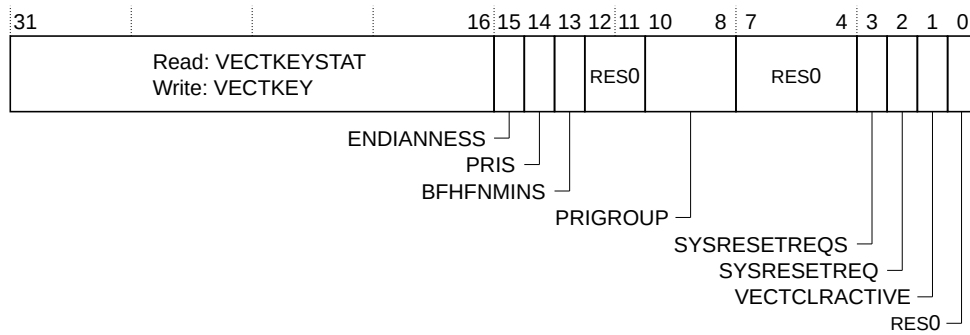 31 16 15 14 13 12 11 10 8 7 4 3 2 1 0
Read: VECTKEYSTAT
Write: VECTKEY
RES0 RES0
ENDIANNESS
PRIS
BFHFNMINS
PRIGROUP
SYSRESETREQS
SYSRESETREQ
VECTCLRACTIVE
RES0